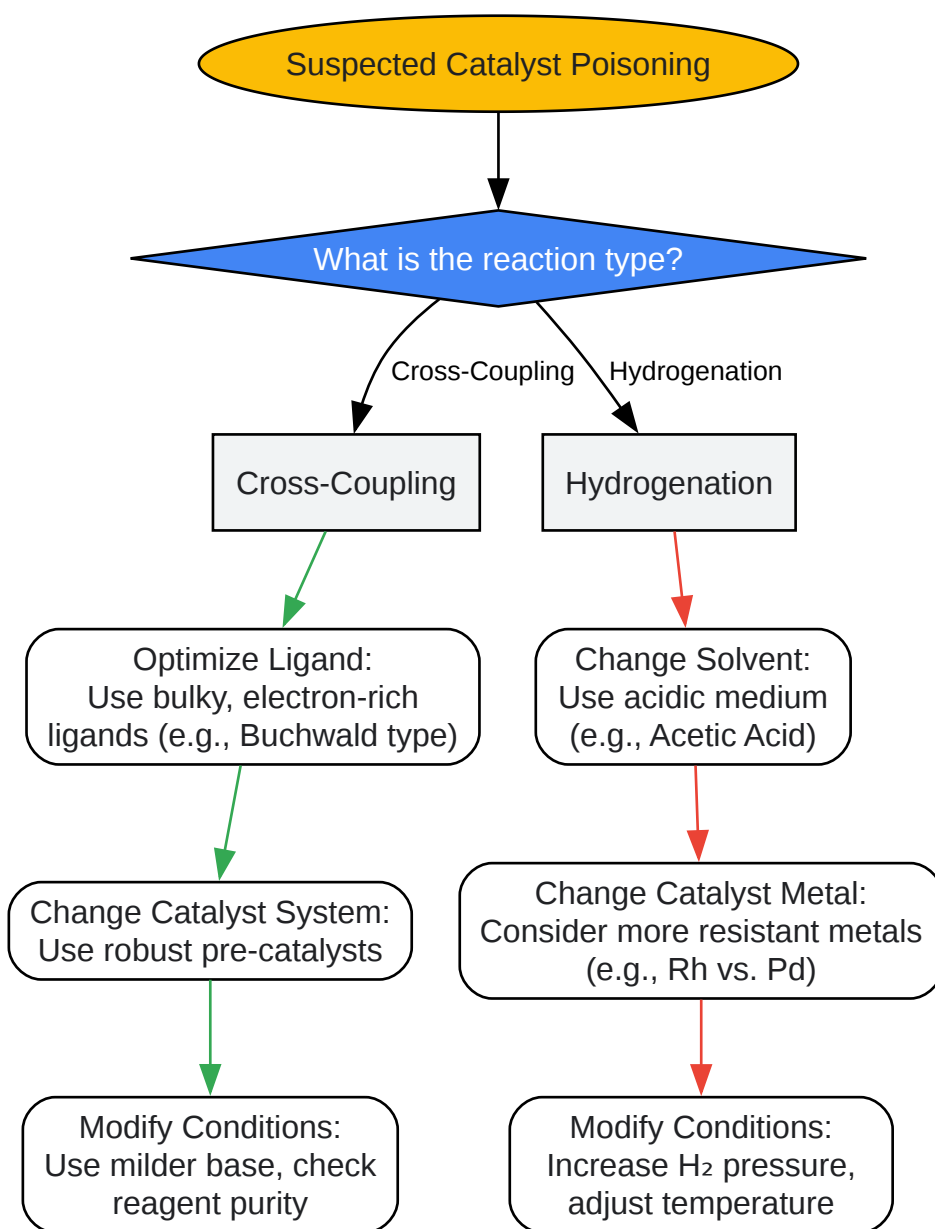 Suspected Catalyst Poisoning
What is the reaction type?
Cross-Coupling
Hydrogenation
Cross-Coupling
Hydrogenation
Optimize Ligand:
Use bulky, electron-rich
ligands (e.g., Buchwald type)
Change Solvent:
Use acidic medium
(e.g., Acetic Acid)
Change Catalyst System:
Use robust pre-catalysts
Change Catalyst Metal:
Consider more resistant metals
(e.g., Rh vs. Pd)
Modify Conditions:
Use milder base, check
reagent purity
Modify Conditions:
Increase H₂ pressure,
adjust temperature